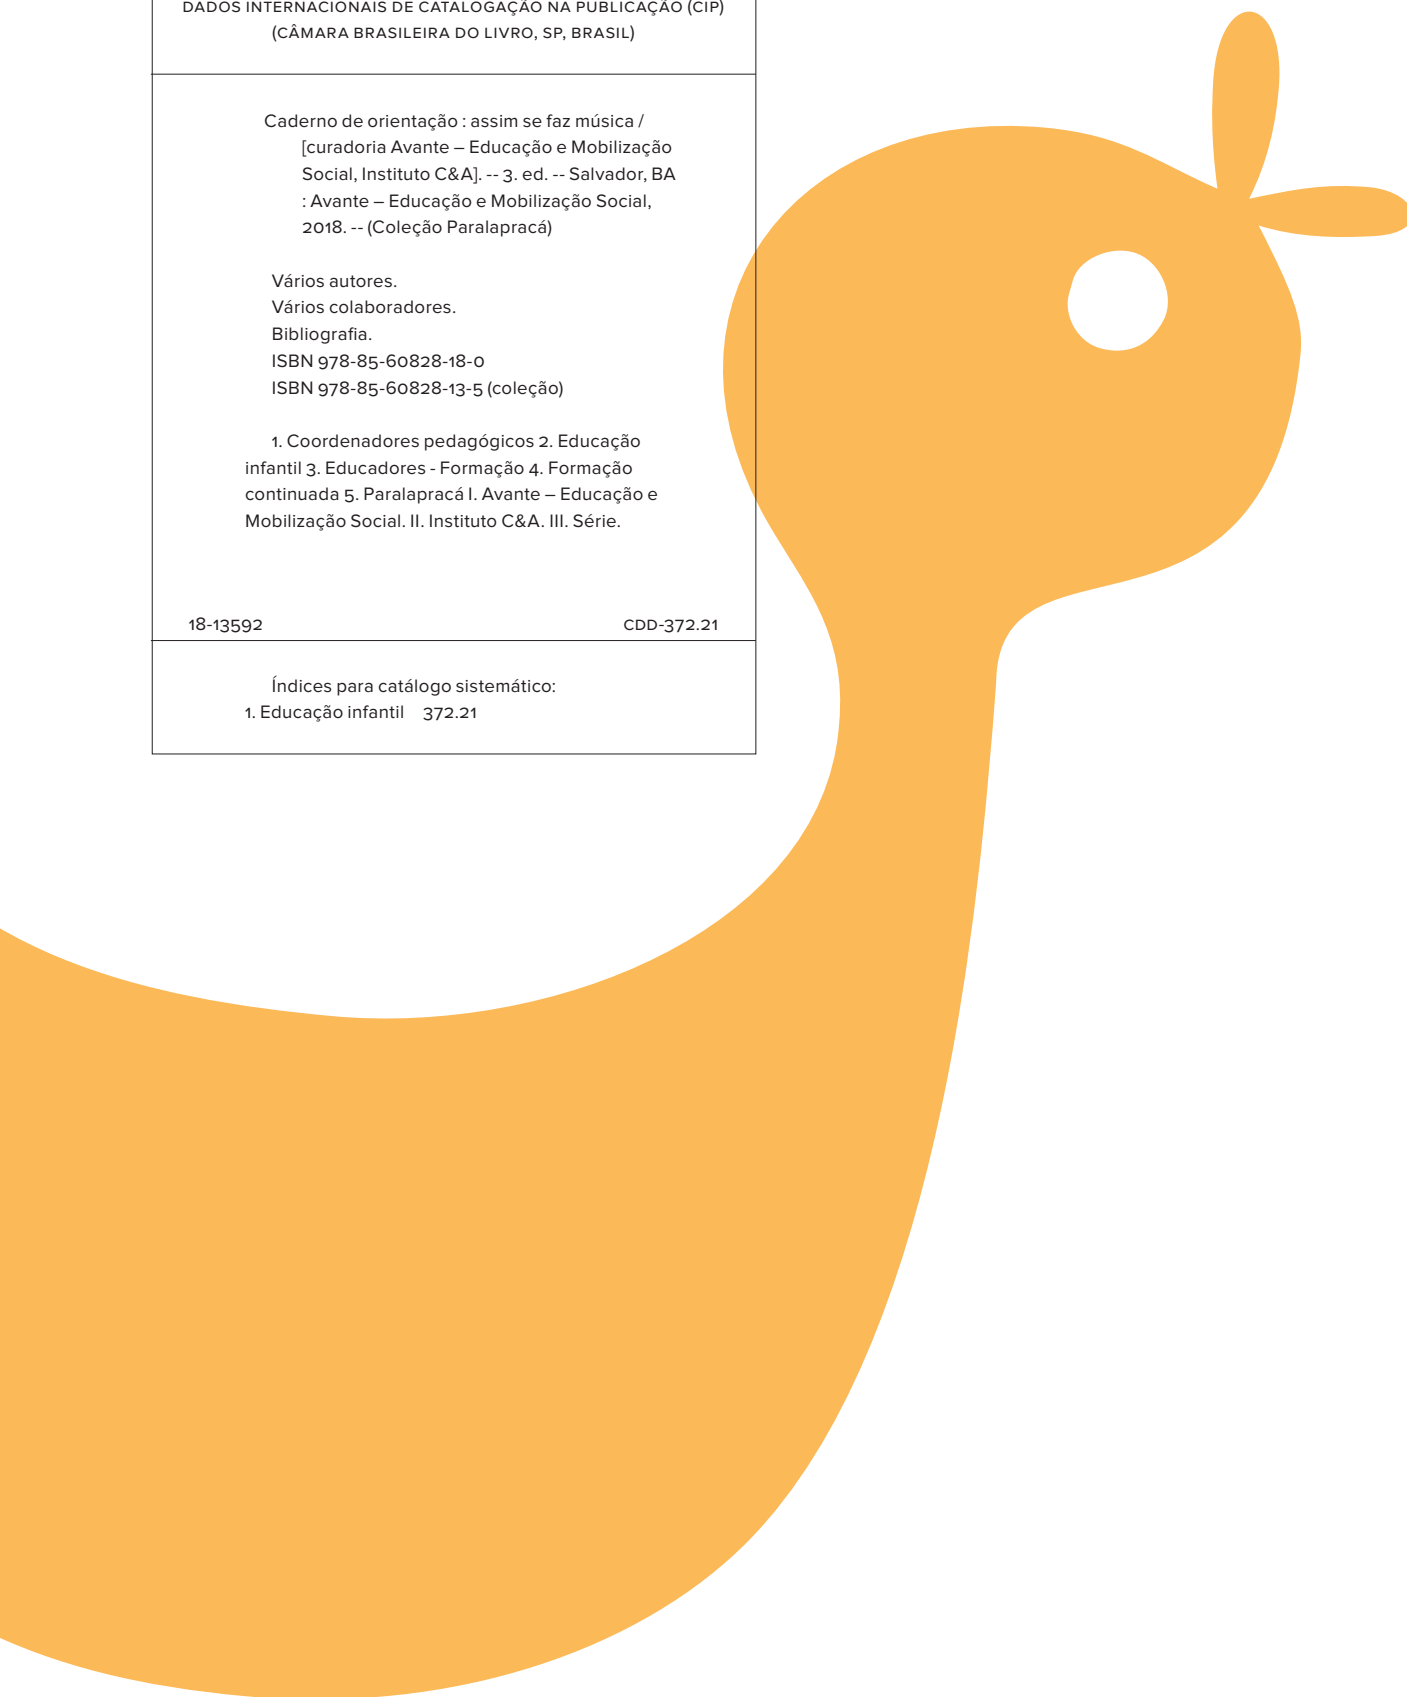 DADOS INTERNACIONAIS DE CATALOGAÇÃO NA PUBLICAÇÃO (CIP)
(CÂMARA BRASILEIRA DO LIVRO, SP, BRASIL)
Caderno de orientação : assim se faz música /
[curadoria Avante – Educação e Mobilização
Social, Instituto C&A]. -- 3. ed. -- Salvador, BA
: Avante – Educação e Mobilização Social,
2018. -- (Coleção Paralapracá)
Vários autores.
Vários colaboradores.
Bibliografia.
ISBN 978-85-60828-18-0
ISBN 978-85-60828-13-5 (coleção)
1. Coordenadores pedagógicos 2. Educação
infantil 3. Educadores - Formação 4. Formação
continuada 5. Paralapracá I. Avante – Educação e
Mobilização Social. II. Instituto C&A. III. Série.
18-13592 CDD-372.21
Índices para catálogo sistemático:
1. Educação infantil 372.21